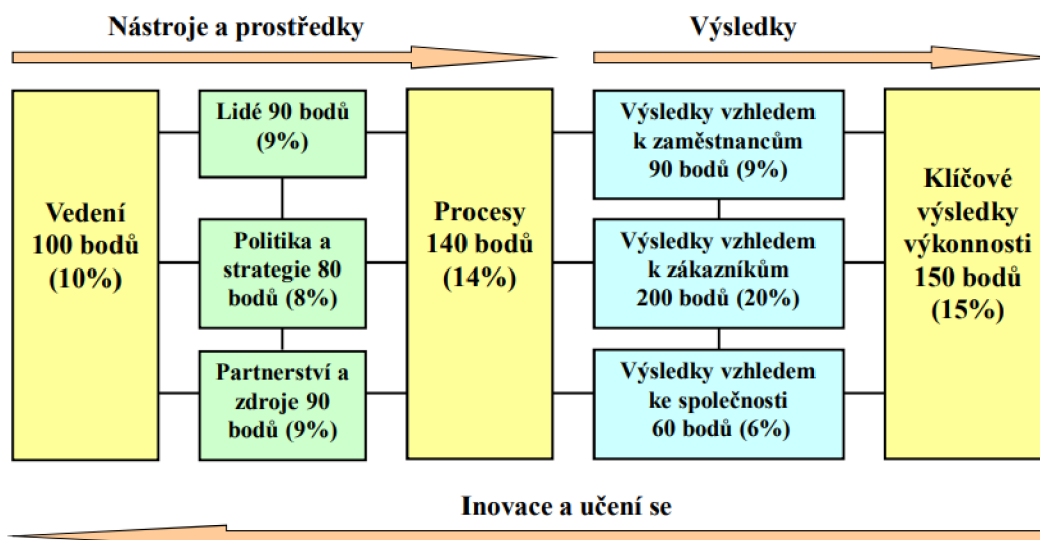 Nástroje a prostředky
Výsledky
Vedení
100 bodů
(10%)
Lidé 90 bodů
(9%)
Politika a
strategie 80
bodů (8%)
Partnerství a
zdroje 90
bodů (9%)
Procesy
140 bodů
(14%)
Výsledky vzhledem
k zaměstnancům
90 bodů (9%)
Výsledky vzhledem
k zákazníkům
200 bodů (20%)
Výsledky vzhledem
ke společnosti
60 bodů (6%)
Klíčové
výsledky
výkonnosti
150 bodů
(15%)
Inovace a učení se